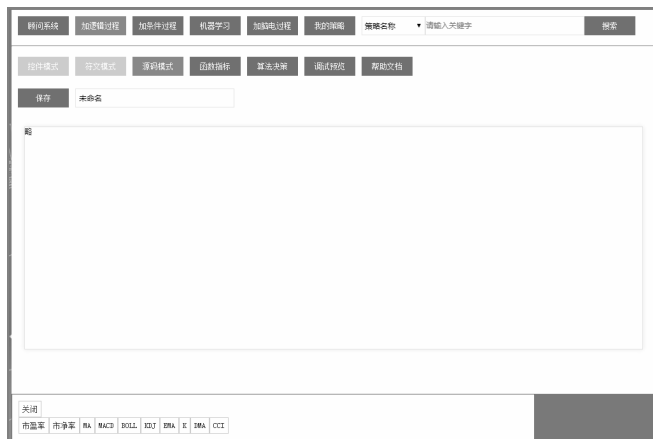 顾问系统 加逻辑过程 加条件过程 机器学习 加脑电过程 我的策略 策略名称 请输入关键字 搜索
控件模式 符文模式 源码模式 函数指标 算法决策 调试预览 帮助文档
保存 未命名
略
关闭
市盈率 市净率 MA MACD BOLL KDJ EMA K DMA CCI